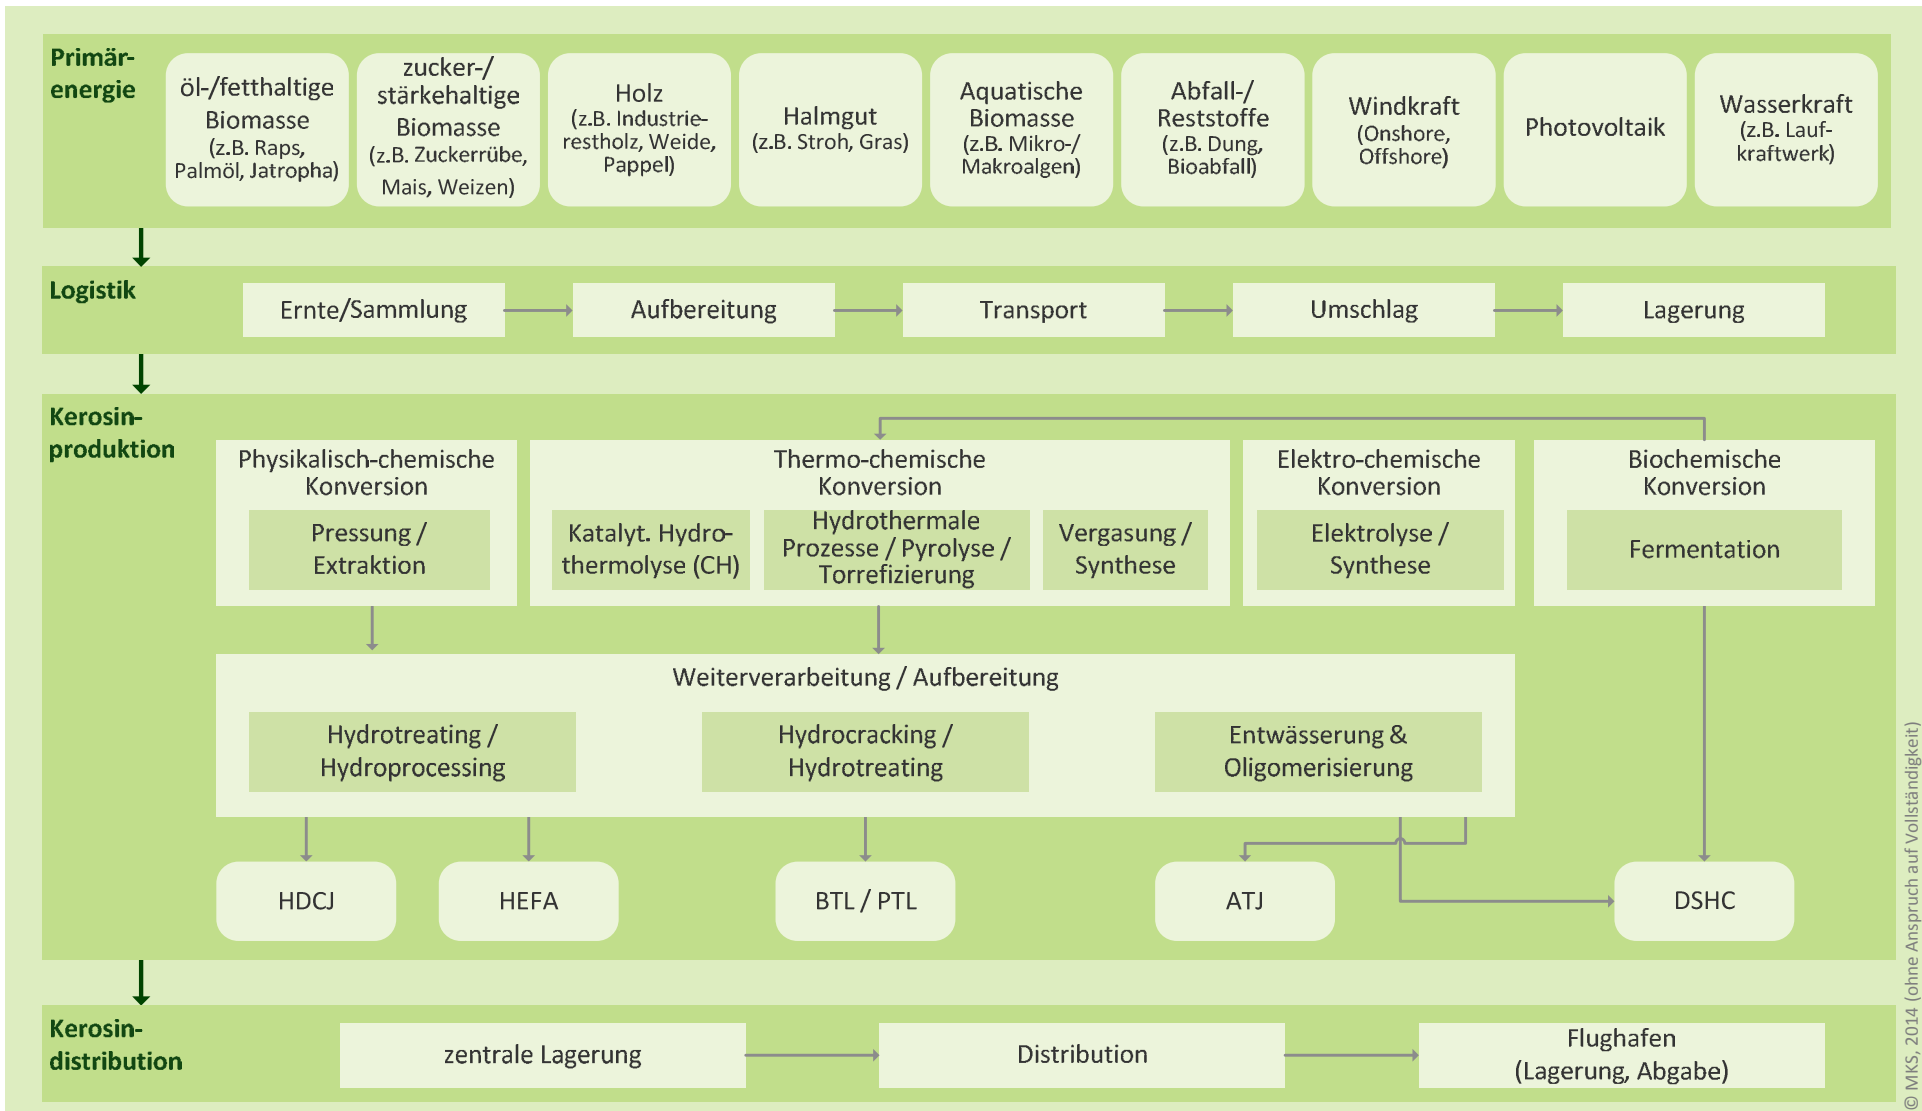 Primär-
energie
öl-/fetthaltige
Biomasse
(z.B. Raps,
Palmöl, Jatropha)
zucker-/
stärkehaltige
Biomasse
(z.B. Zuckerrübe,
Mais, Weizen)
Holz
(z.B. Industrie-
restholz, Weide,
Pappel)
Halmgut
(z.B. Stroh, Gras)
Aquatische
Biomasse
(z.B. Mikro-/
Makroalgen)
Abfall-/
Reststoffe
(z.B. Dung,
Bioabfall)
Windkraft
(Onshore,
Offshore)
Photovoltaik
Wasserkraft
(z.B. Lauf-
kraftwerk)
Logistik
Ernte/Sammlung
Aufbereitung
Transport
Umschlag
Lagerung
Kerosin-
produktion
Physikalisch-chemische
Konversion
Pressung /
Extraktion
Thermo-chemische
Konversion
Katalyt. Hydro-
thermolyse (CH)
Hydrothermale
Prozesse / Pyrolyse /
Torrefizierung
Vergasung /
Synthese
Elektro-chemische
Konversion
Elektrolyse /
Synthese
Biochemische
Konversion
Fermentation
Weiterverarbeitung / Aufbereitung
Hydrotreating /
Hydroprocessing
Hydrocracking /
Hydrotreating
Entwässerung &
Oligomerisierung
HDCJ
HEFA
BTL / PTL
ATJ
DSHC
Kerosin-
distribution
zentrale Lagerung
Distribution
Flughafen
(Lagerung, Abgabe)
© MKS, 2014 (ohne Anspruch auf Vollständigkeit)